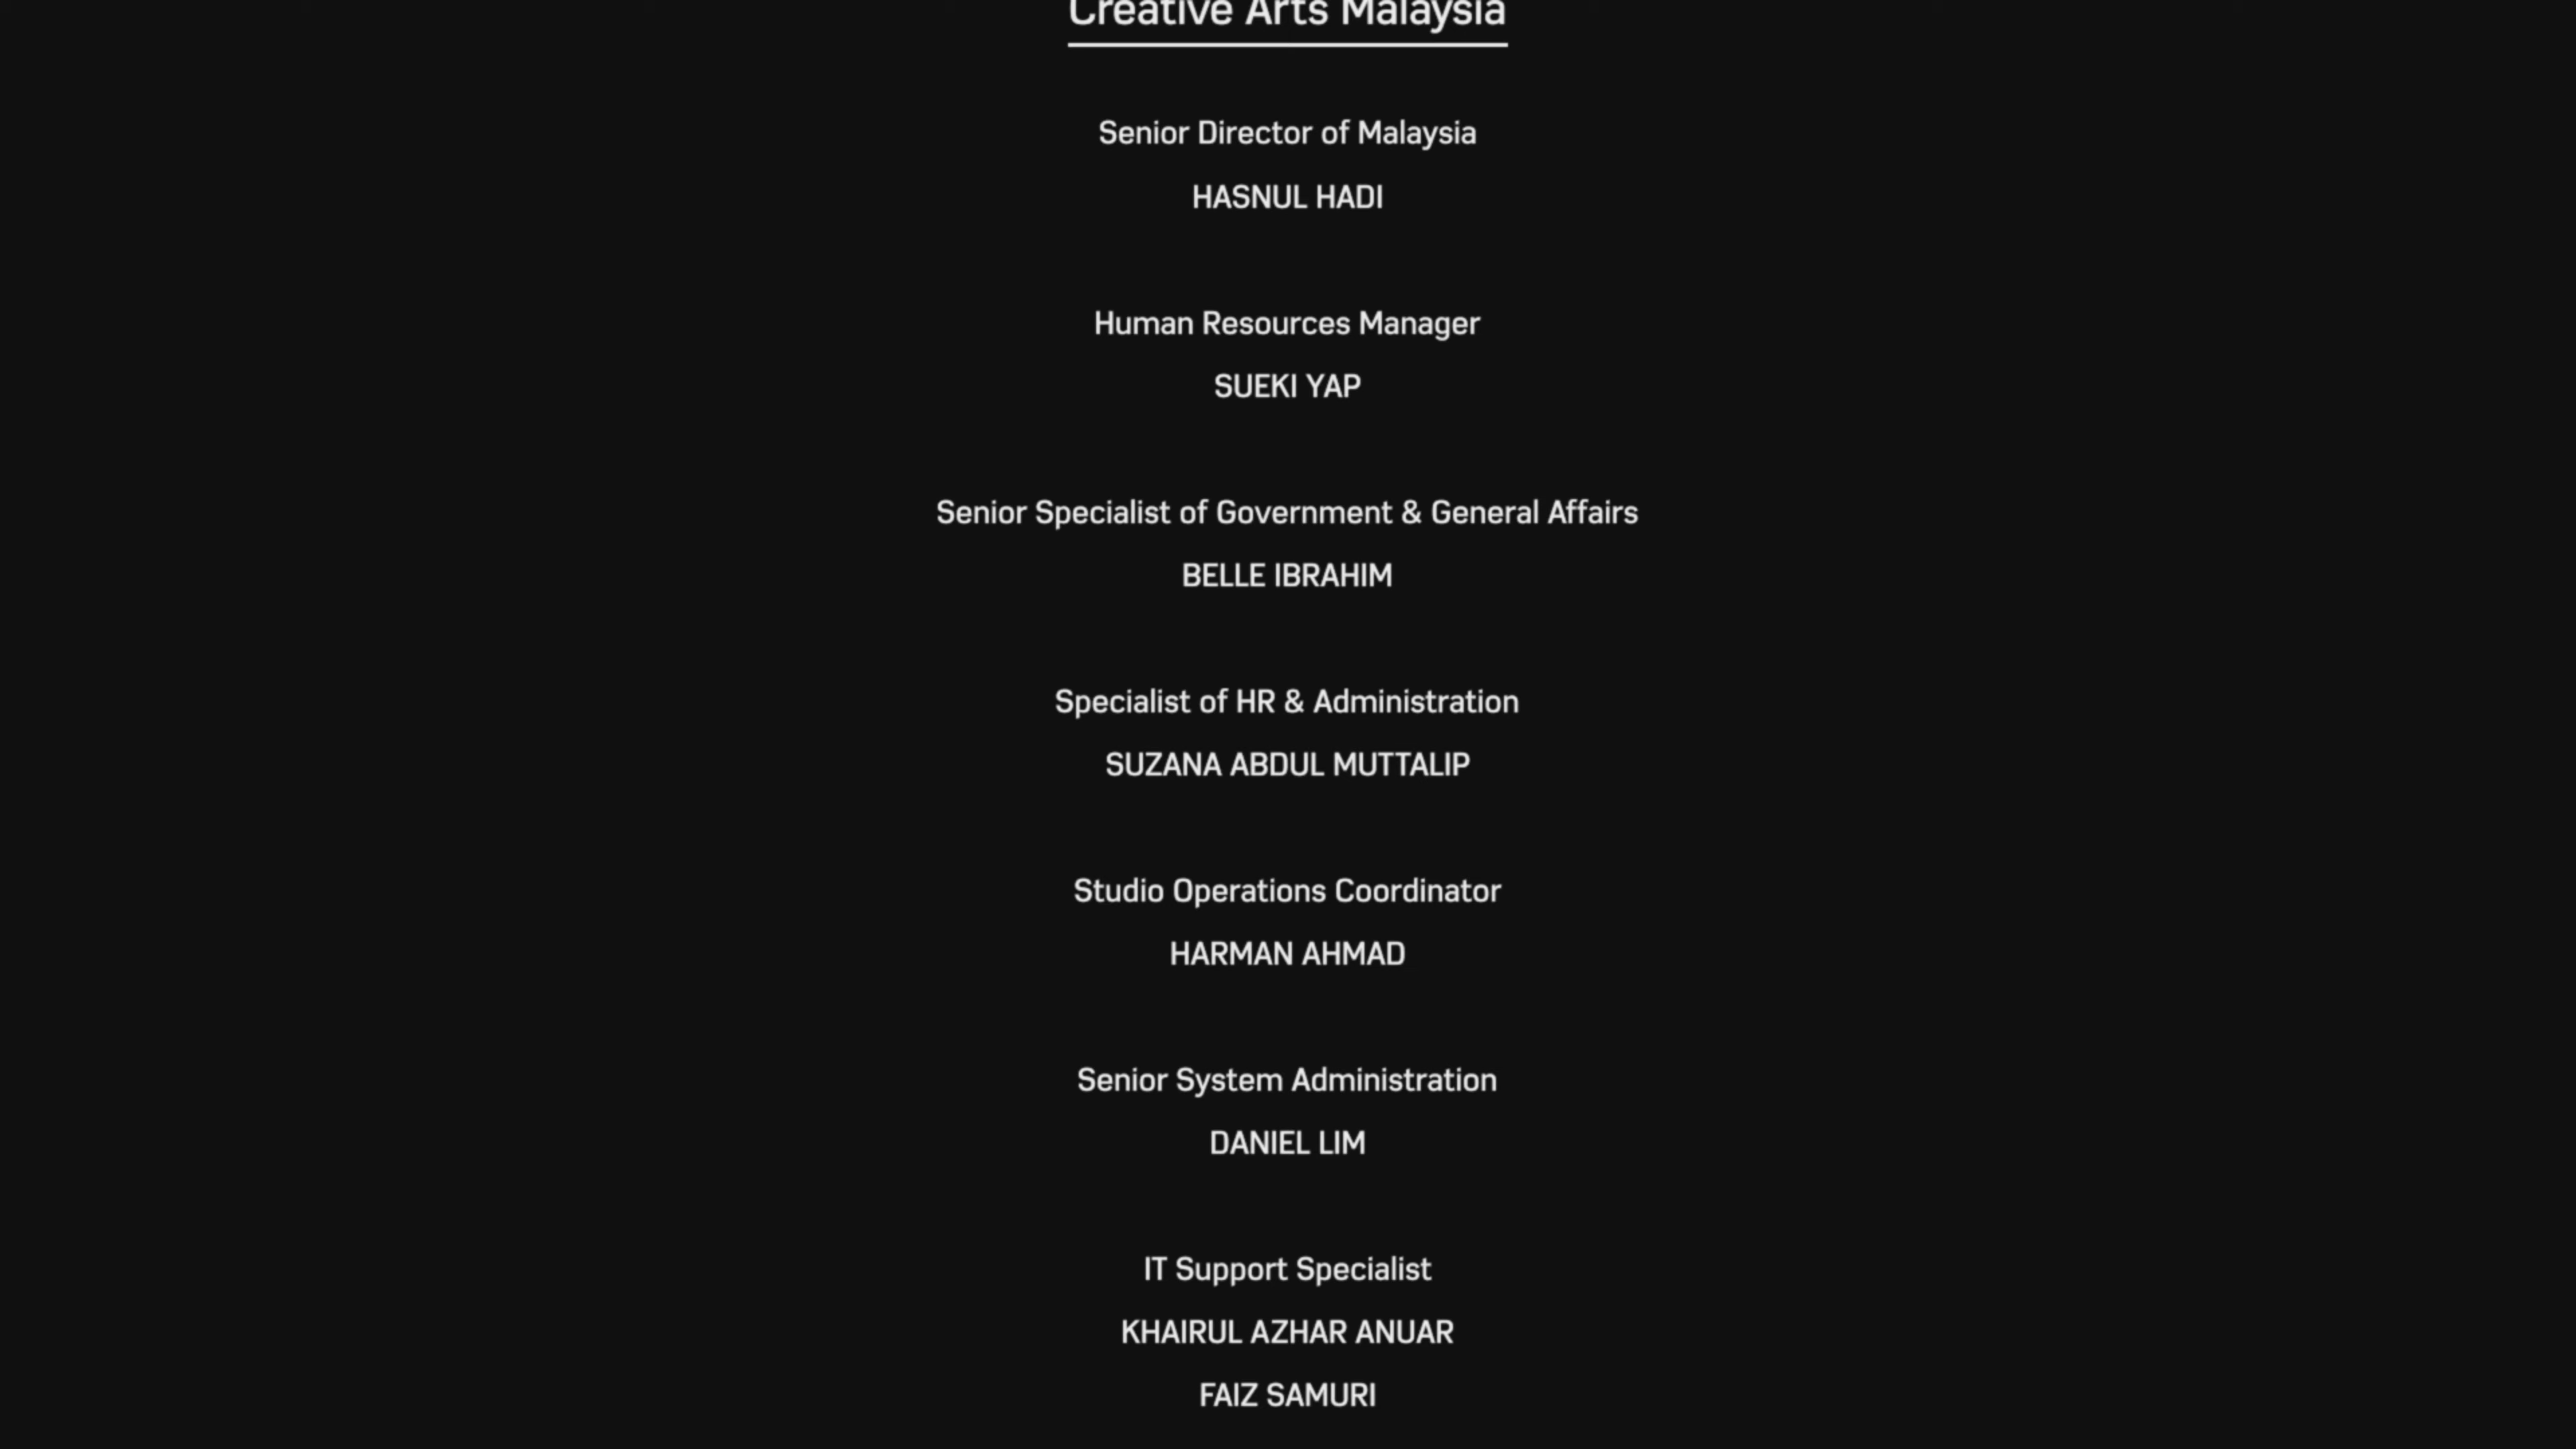 Creative Arts Malaysia
Senior Director of Malaysia
HASNUL HADI
Human Resources Manager
SUEKI YAP
Senior Specialist of Government & General Affairs
BELLE IBRAHIM
Specialist of HR & Administration
SUZANA ABDUL MUTTALIP
Studio Operations Coordinator
HARMAN AHMAD
Senior System Administration
DANIEL LIM
IT Support Specialist
KHAIRUL AZHAR ANUAR
FAIZ SAMURI